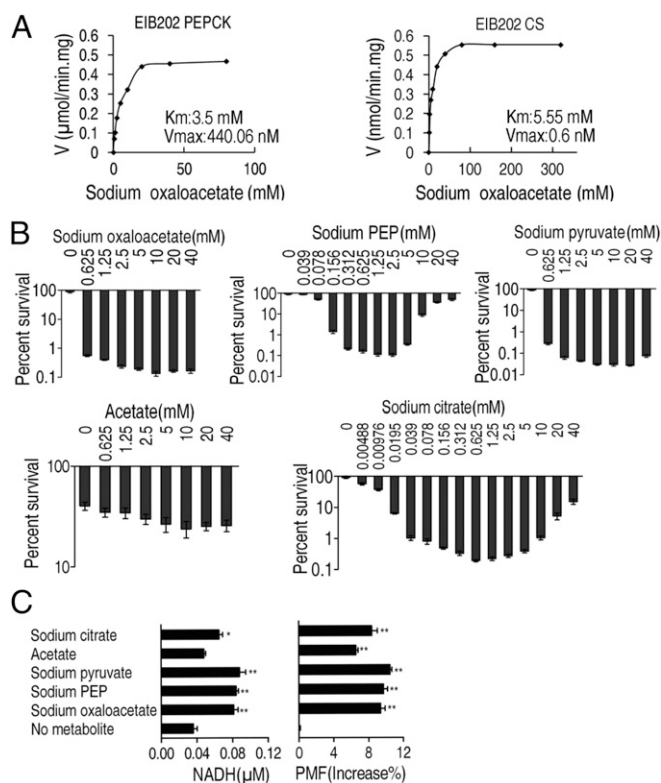 A
EIB202 PEPCK
V (μmol/min.mg)
0.6
0.5
0.4
0.3
0.2
0.1
0
Km:3.5 mM
Vmax:440.06 nM
0 50 100
Sodium oxaloacetate (mM)
EIB202 CS
V (nmol/min.mg)
0.6
0.5
0.4
0.3
0.2
0.1
0
Km:5.55 mM
Vmax:0.6 nM
0 100 200 300
Sodium oxaloacetate (mM)
B
Sodium oxaloacetate(mM)
0 0.625 1.25 2.5 5 10 20 40
Percent survival
100
10
1
0.1
Sodium PEP(mM)
0 0.039 0.078 0.156 0.312 0.625 1.25 2.5 5 10 20 40
Percent survival
100
10
1
0.1
0.01
Sodium pyruvate(mM)
0 0.625 1.25 2.5 5 10 20 40
Percent survival
100
10
1
0.1
0.01
Acetate(mM)
0 0.625 1.25 2.5 5 10 20 40
Percent survival
100
10
Sodium citrate(mM)
0 0.00488 0.00976 0.0195 0.039 0.078 0.156 0.312 0.625 1.25 2.5 5 10 20 40
Percent survival
100
10
1
0.1
C
Sodium citrate * **
Acetate **
Sodium pyruvate ** **
Sodium PEP ** **
Sodium oxaloacetate ** **
No metabolite
0.00 0.04 0.08 0.12
NADH(μM)
0 4 8 12
PMF(Increase%)